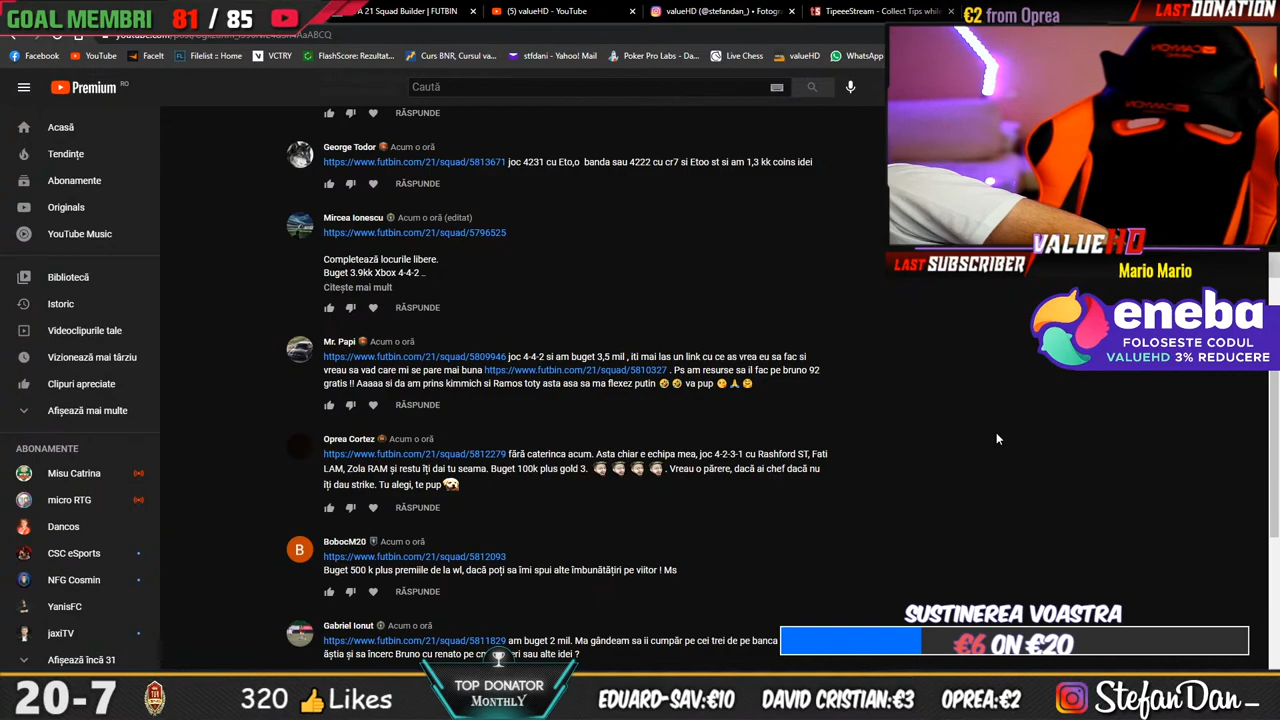 GOAL MEMBRI 81 / 85
A 21 Squad Builder | FUTBIN
(5) valueHD - YouTube
valueHD (@stefandan_) • Fotogr
TipeeeStream - Collect Tips while
€2 from Oprea
LAST DONATION
Facebook
YouTube
FaceIt
Filelist :: Home
VCTRY
FlashScore: Rezultat...
Curs BNR, Cursul va...
stfdani - Yahoo! Mail
Poker Pro Labs - Da...
Live Chess
valueHD
WhatsApp
Premium RO
Caută
CANYON
Acasă
Tendințe
Abonamente
Originals
YouTube Music
Bibliotecă
Istoric
Videoclipurile tale
Vizionează mai târziu
Clipuri apreciate
Afișează mai multe
ABONAMENTE
Misu Catrina
micro RTG
Dancos
CSC eSports
NFG Cosmin
YanisFC
jaxiTV
Afișează încă 31
RĂSPUNDE
George Todor Acum o oră
https://www.futbin.com/21/squad/5813671 joc 4231 cu Eto,o banda sau 4222 cu cr7 si Etoo st si am 1,3 kk coins idei
RĂSPUNDE
Mircea Ionescu Acum o oră (editat)
https://www.futbin.com/21/squad/5796525
Completează locurile libere.
Buget 3.9kk Xbox 4-4-2 ..
Citește mai mult
RĂSPUNDE
Mr. Papi Acum o oră
https://www.futbin.com/21/squad/5809946 joc 4-4-2 si am buget 3,5 mil , iti mai las un link cu ce as vrea eu sa fac si
vreau sa vad care mi se pare mai buna https://www.futbin.com/21/squad/5810327 . Ps am resurse sa il fac pe bruno 92
gratis !! Aaaaa si da am prins kimmich si Ramos toty asta asa sa ma flexez putin 🤣 🤣 va pup 😘 🙏 🤔
RĂSPUNDE
Oprea Cortez Acum o oră
https://www.futbin.com/21/squad/5812279 fără caterinca acum. Asta chiar e echipa mea, joc 4-2-3-1 cu Rashford ST, Fati
LAM, Zola RAM și restu îți dai tu seama. Buget 100k plus gold 3. . Vreau o părere, dacă ai chef dacă nu
îți dau strike. Tu alegi, te pup
RĂSPUNDE
B
BobocM20 Acum o oră
https://www.futbin.com/21/squad/5812093
Buget 500 k plus premiile de la wl, dacă poți sa îmi spui alte îmbunătățiri pe viitor ! Ms
RĂSPUNDE
Gabriel Ionut Acum o oră
https://www.futbin.com/21/squad/5811829 am buget 2 mil. Ma gândeam sa ii cumpăr pe cei trei de pe banca
ăștia și sa încerc Bruno cu renato pe c eri sau alte idei ?
VALUEHD
LAST SUBSCRIBER
Mario Mario
eneba
FOLOSESTE CODUL
VALUEHD 3% REDUCERE
SUSTINEREA VOASTRA
€6 ON €20
20-7
320 👍Likes
TOP DONATOR
MONTHLY
EDUARD-SAV:€10
DAVID CRISTIAN:€3
OPREA:€2
StefanDan_